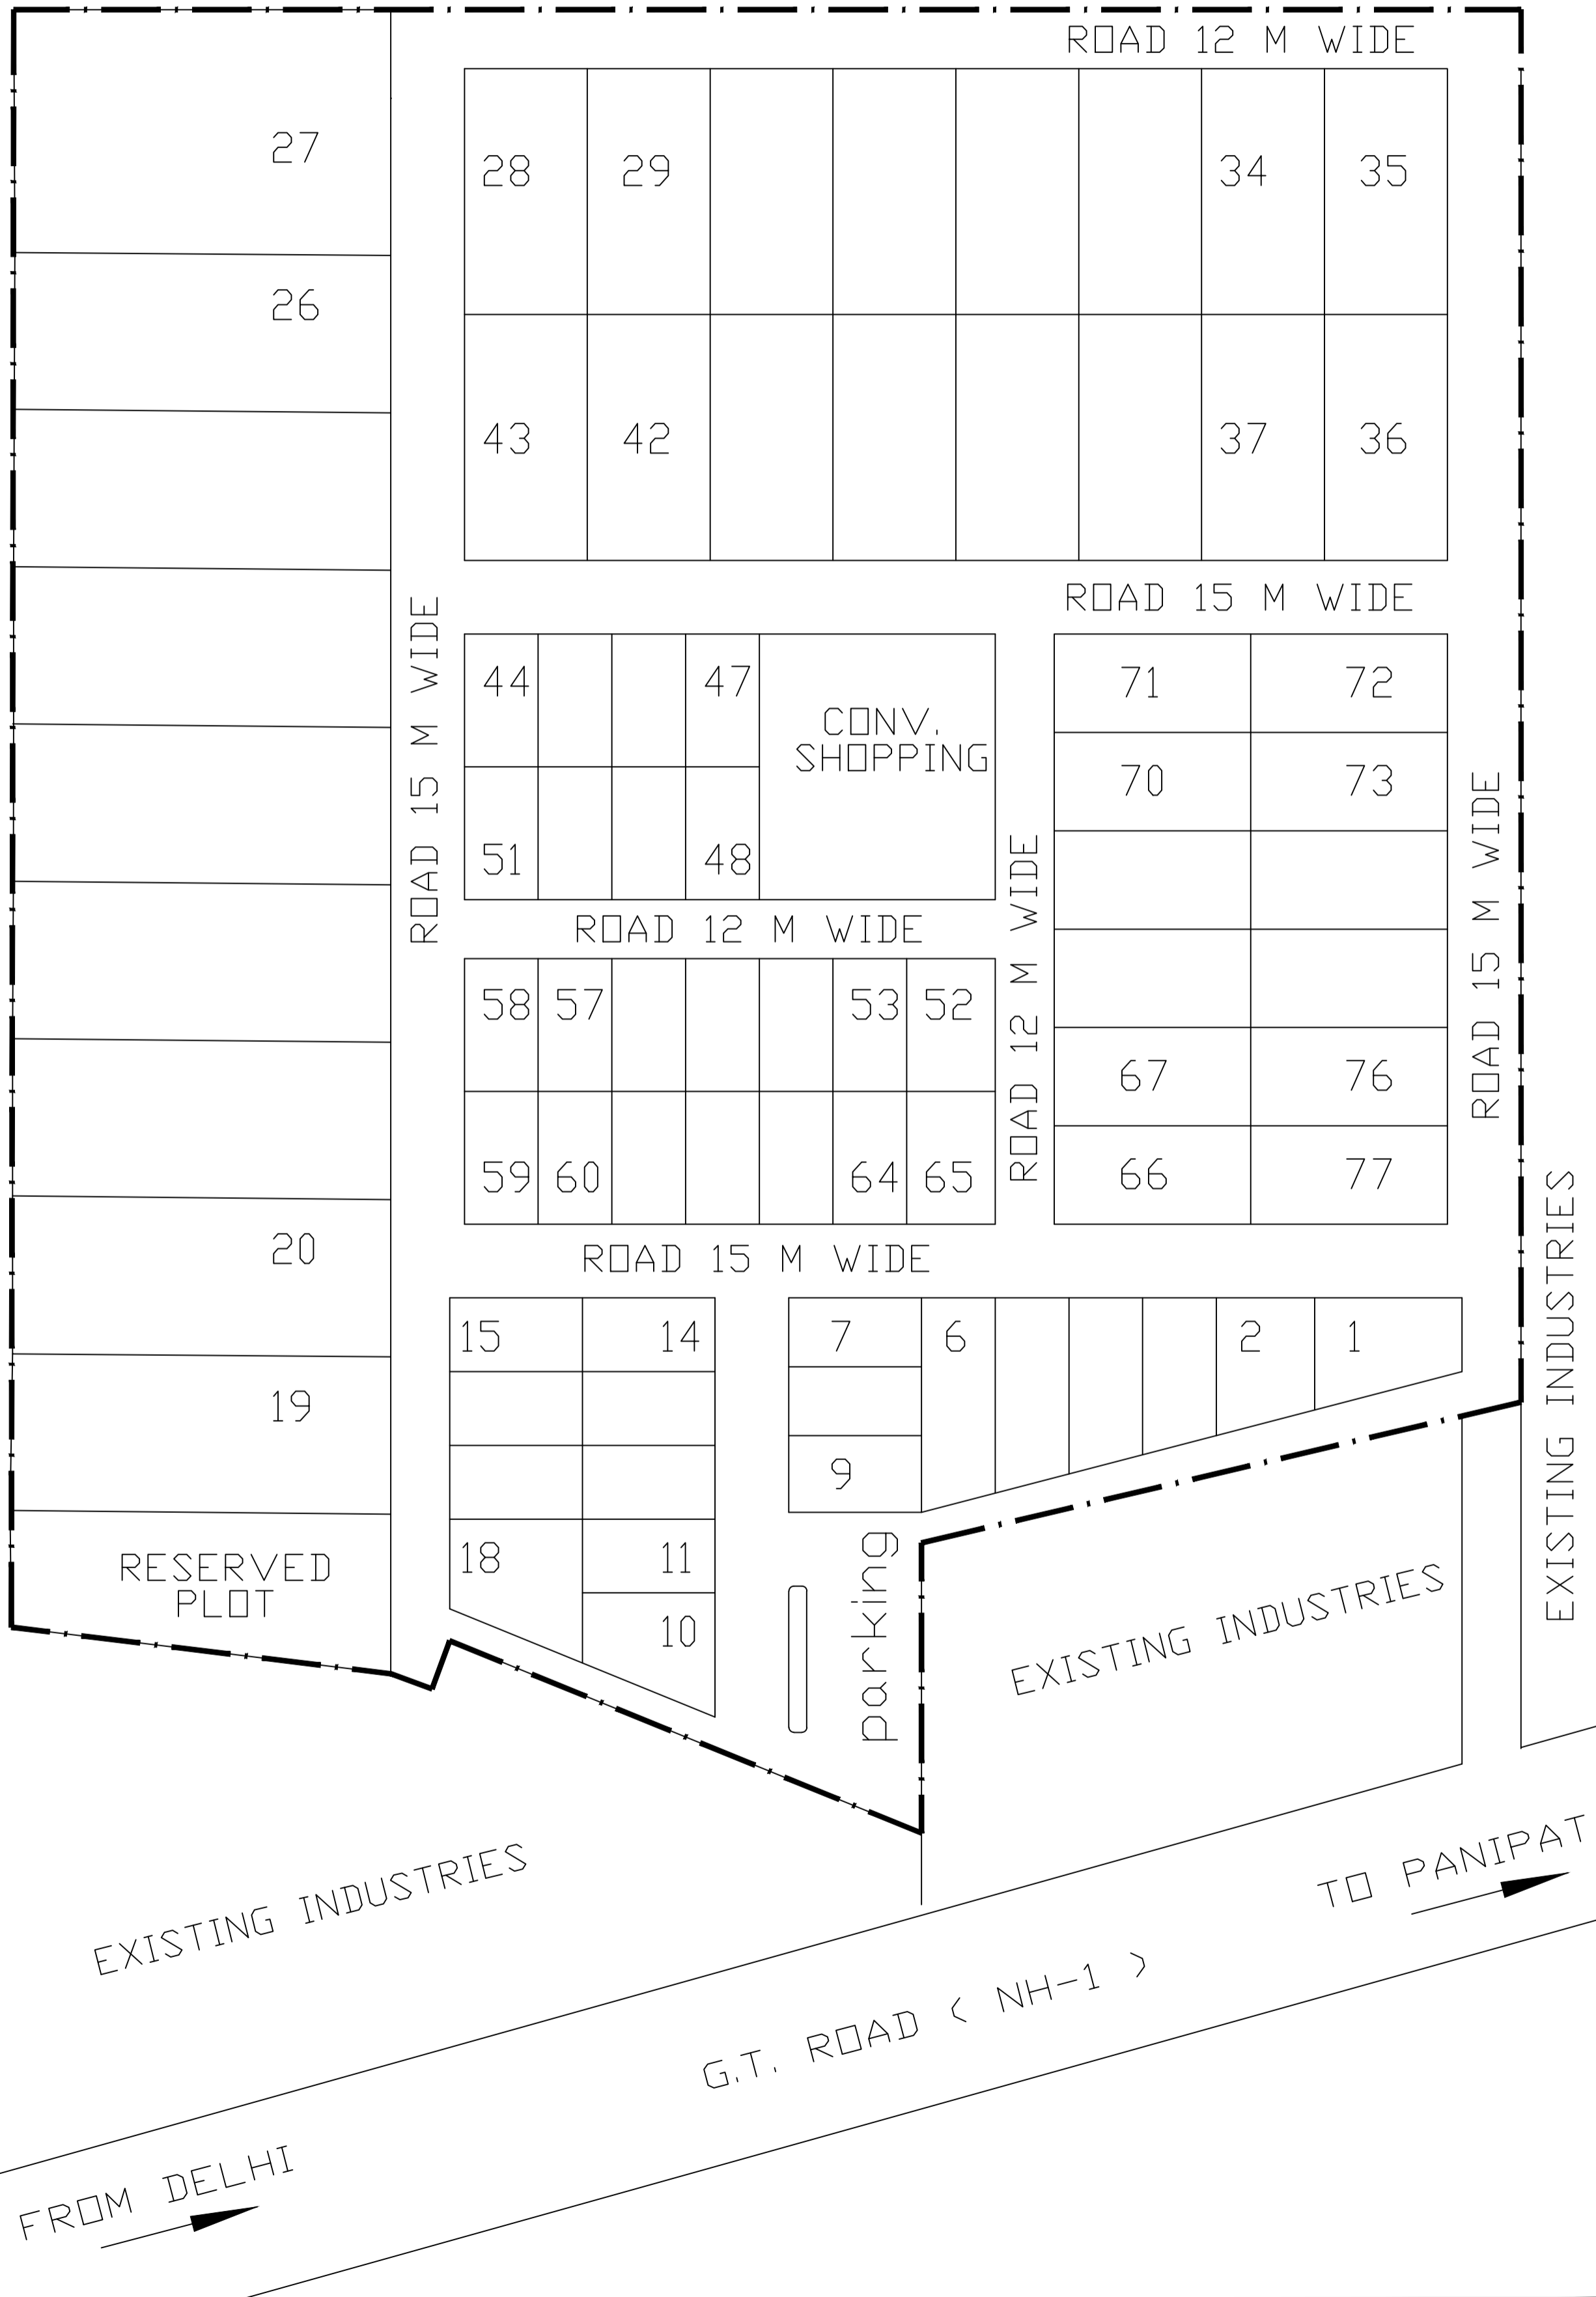 ROAD 12 M WIDE
27
28
29
34
35
26
43
42
37
36
ROAD 15 M WIDE
ROAD 15 M WIDE
44
47
CONV.
SHOPPING
71
72
70
73
51
48
ROAD 12 M WIDE
ROAD 12 M WIDE
ROAD 15 M WIDE
58
57
53
52
67
76
59
60
64
65
66
77
20
ROAD 15 M WIDE
EXISTING INDUSTRIES
15
14
7
6
2
1
19
9
18
11
RESERVED
PLOT
10
parking
EXISTING INDUSTRIES
EXISTING INDUSTRIES
TO PANIPAT
G.T. ROAD < NH-1 >
FROM DELHI